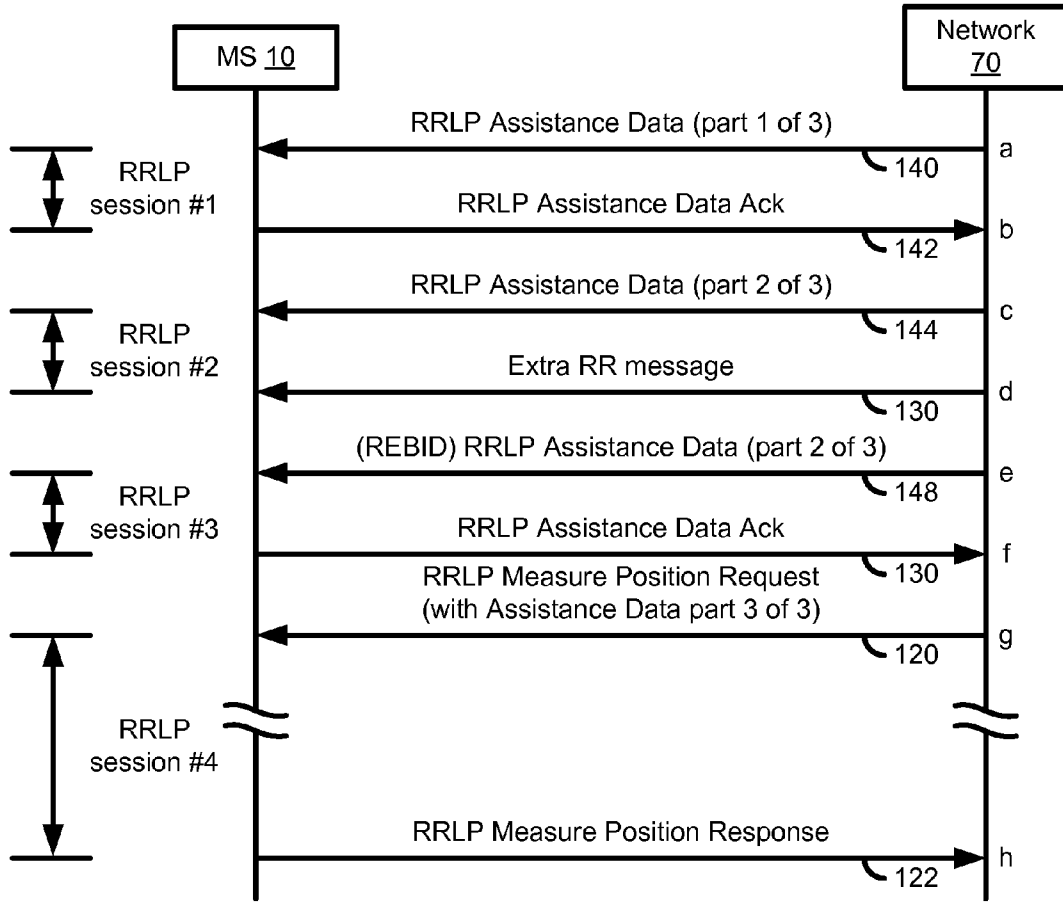 MS 10
Network
70
RRLP Assistance Data (part 1 of 3)
a
140
RRLP
session #1
RRLP Assistance Data Ack
b
142
RRLP Assistance Data (part 2 of 3)
c
144
RRLP
session #2
Extra RR message
d
130
(REBID) RRLP Assistance Data (part 2 of 3)
e
148
RRLP
session #3
RRLP Assistance Data Ack
f
130
RRLP Measure Position Request
(with Assistance Data part 3 of 3)
g
120
RRLP
session #4
RRLP Measure Position Response
h
122